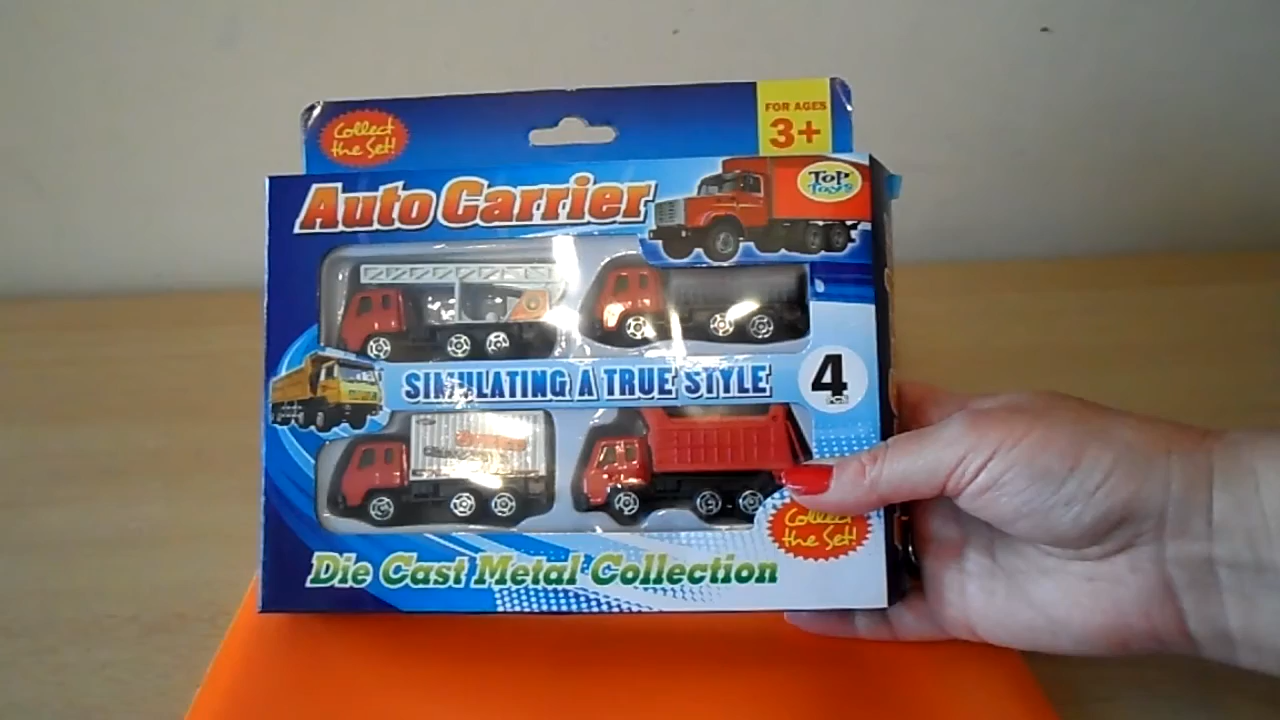 Collect
the Set!
FOR AGES
3+
Auto Carrier
TOP
Toys
SIMULATING A TRUE STYLE
4
PCS
Collect
the Set!
Die Cast Metal Collection